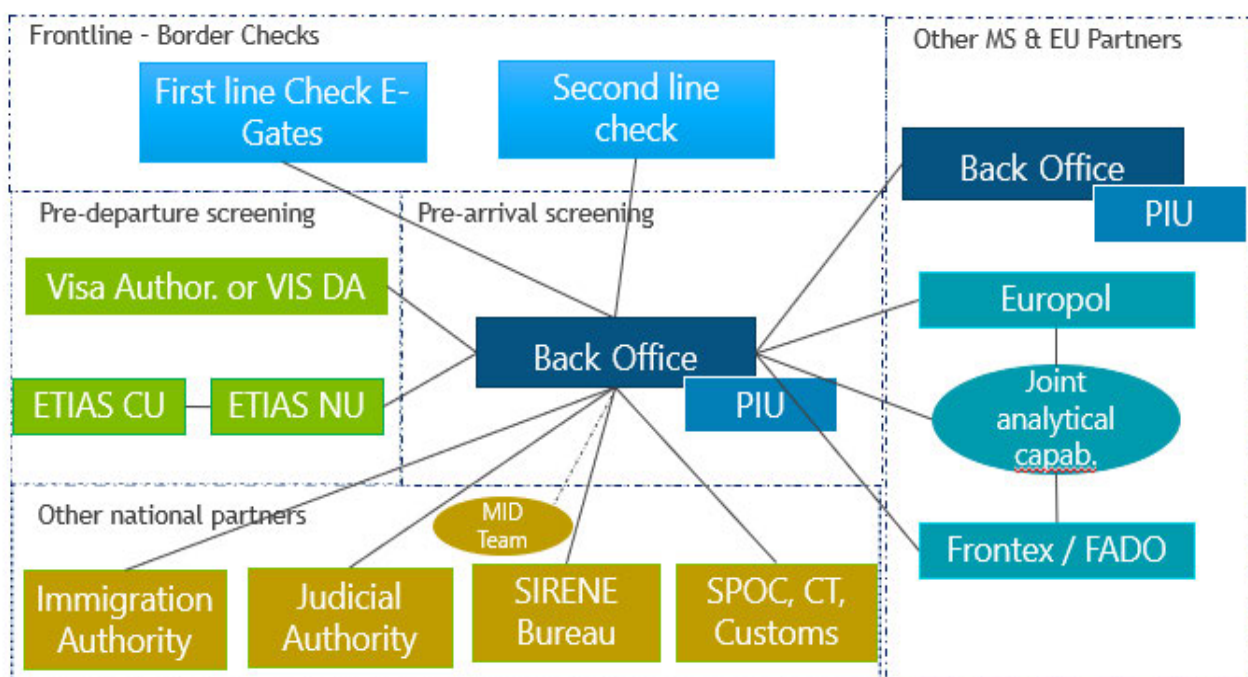 Frontline - Border Checks
First line Check E-
Gates
Second line
check
Other MS & EU Partners
Back Office
PIU
Pre-departure screening
Visa Author. or VIS DA
ETIAS CU
ETIAS NU
Pre-arrival screening
Back Office
PIU
Europol
Joint
analytical
capab.
Frontex / FADO
Other national partners
MID
Team
Immigration
Authority
Judicial
Authority
SIRENE
Bureau
SPOC, CT,
Customs